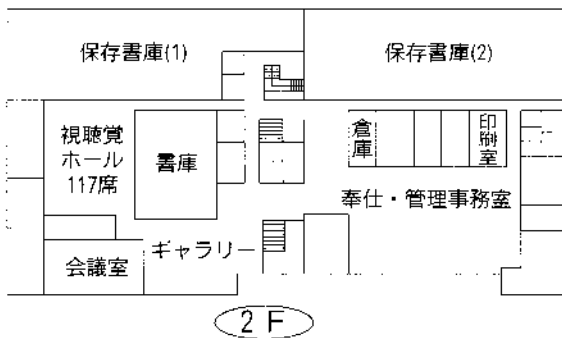 保存書庫(1)
保存書庫(2)
視聴覚
ホール
117席
書庫
倉庫
印刷室
奉仕・管理事務室
ギャラリー
会議室
2F